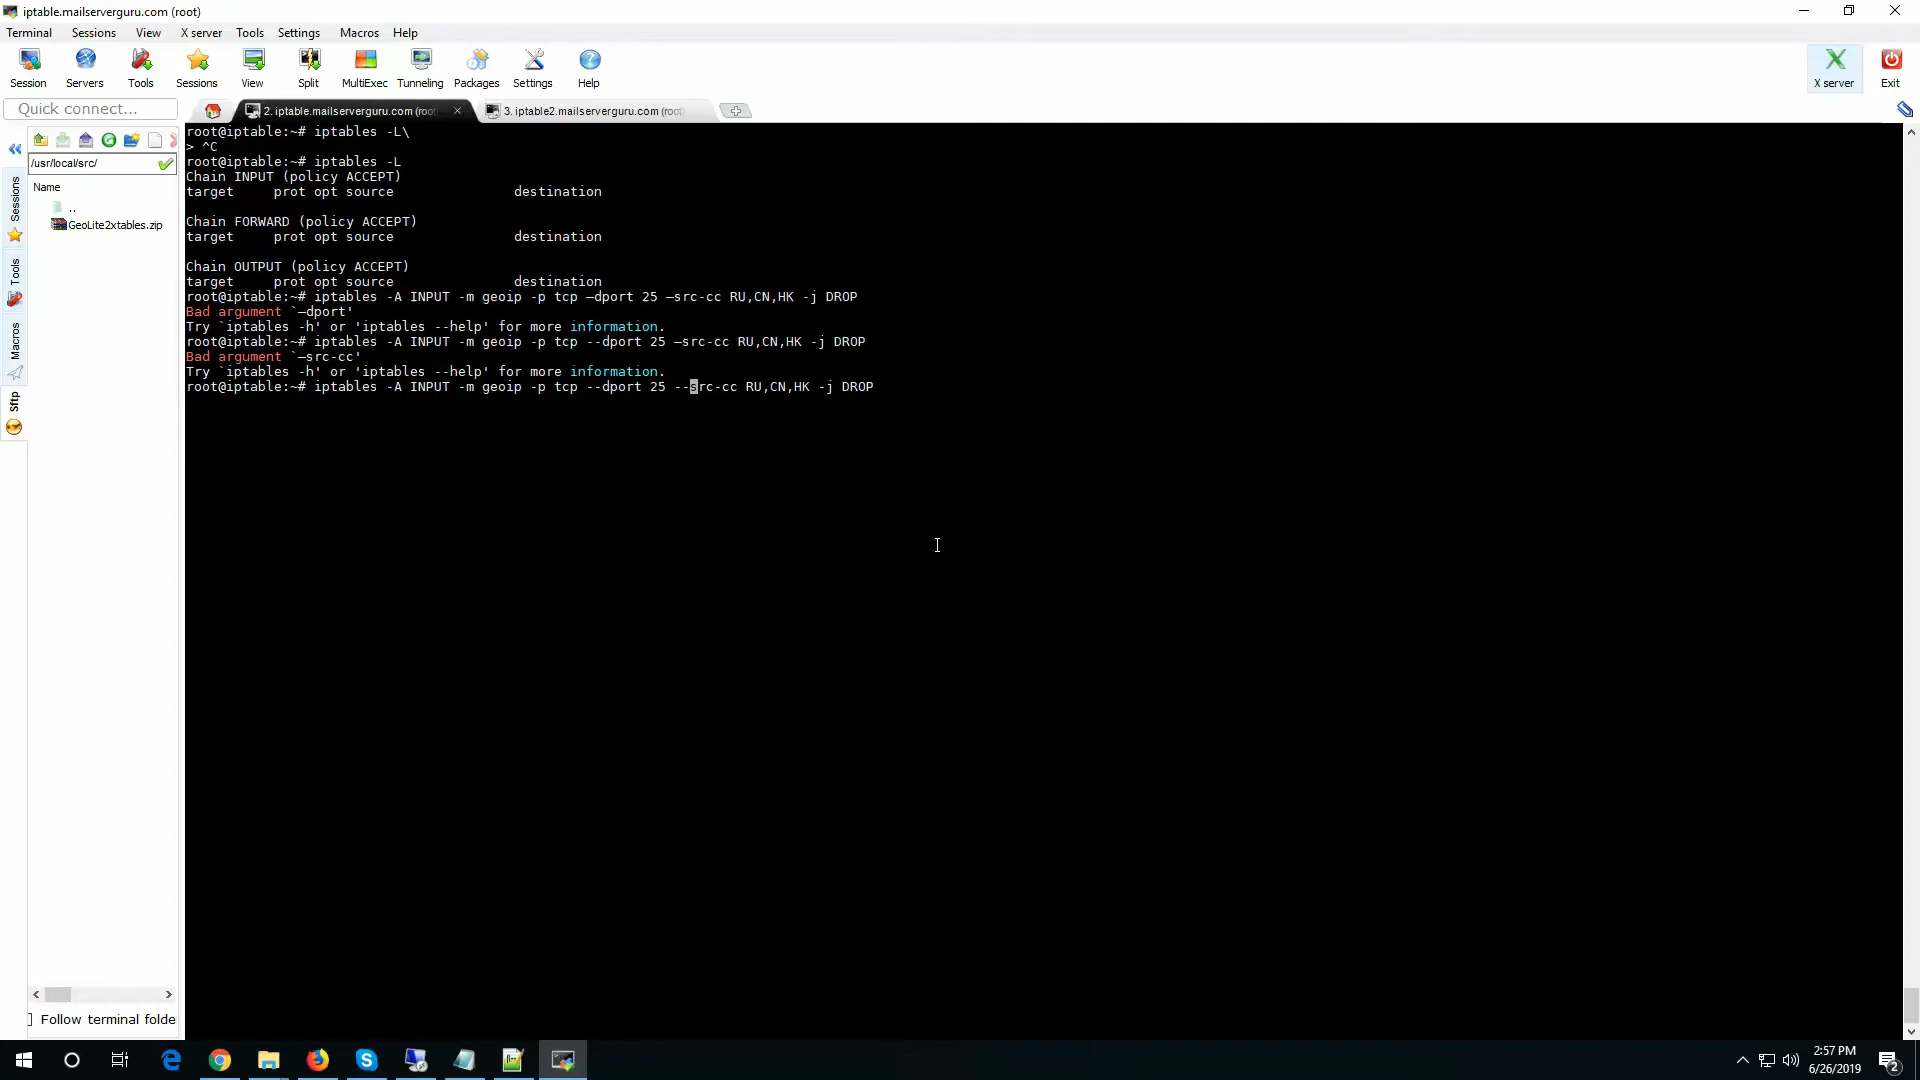 iptable.mailserverguru.com (root)
Terminal Sessions View X server Tools Settings Macros Help
Session Servers Tools Sessions View Split MultiExec Tunneling Packages Settings Help X server Exit
Quick connect...
2. iptable.mailserverguru.com (root
3. iptable2.mailserverguru.com (root
/usr/local/src/
Name
..
GeoLite2xtables.zip
Sessions
Tools
Macros
Sftp
root@iptable:~# iptables -L\
> ^C
root@iptable:~# iptables -L
Chain INPUT (policy ACCEPT)
target     prot opt source               destination
Chain FORWARD (policy ACCEPT)
target     prot opt source               destination
Chain OUTPUT (policy ACCEPT)
target     prot opt source               destination
root@iptable:~# iptables -A INPUT -m geoip -p tcp –dport 25 –src-cc RU,CN,HK -j DROP
Bad argument `–dport'
Try `iptables -h' or 'iptables --help' for more information.
root@iptable:~# iptables -A INPUT -m geoip -p tcp --dport 25 –src-cc RU,CN,HK -j DROP
Bad argument `–src-cc'
Try `iptables -h' or 'iptables --help' for more information.
root@iptable:~# iptables -A INPUT -m geoip -p tcp --dport 25 --src-cc RU,CN,HK -j DROP
Follow terminal folde
2:57 PM
6/26/2019
2